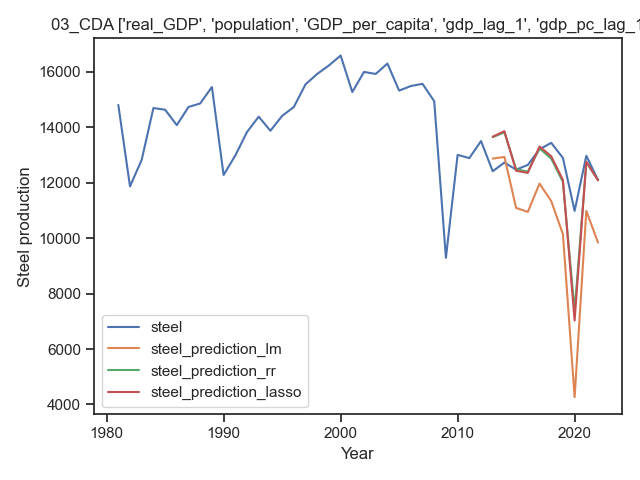 03_CDA ['real_GDP', 'population', 'GDP_per_capita', 'gdp_lag_1', 'gdp_pc_lag_1
16000
14000
12000
10000
8000
6000
4000
Steel production
steel
steel_prediction_lm
steel_prediction_rr
steel_prediction_lasso
1980
1990
2000
2010
2020
Year